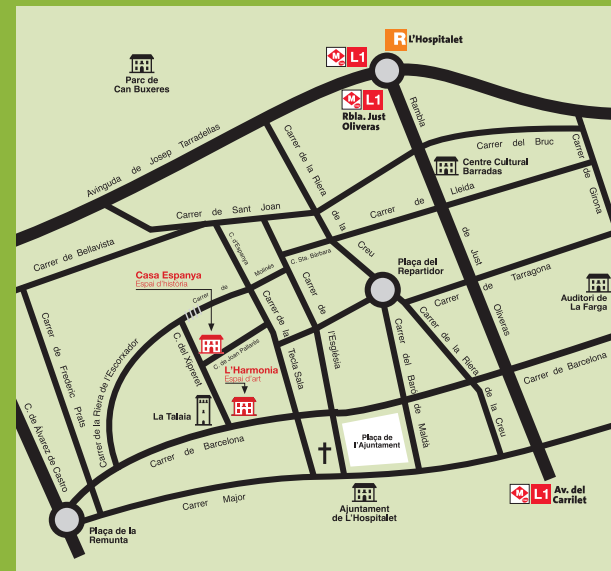 R L'Hospitalet
M L1
M L1
Rbla. Just
Oliveras
Parc de
Can Buxeres
Avinguda de Josep Tarradellas
Carrer de la Riera de la Creu
Rambla de Just Oliveras
Carrer del Bruc
Carrer de Girona
Centre Cultural
Barradas
Carrer de Lleida
Carrer de Sant Joan
Carrer de Bellavista
C. d'Espanya
Carrer de Molinés
C. Sta. Bàrbara
Plaça del
Repartidor
Casa Espanya
Espai d'història
Carrer de Tarragona
Auditori de
La Farga
Carrer de Frederic Prats
Carrer de la Riera de l'Escorxador
C. del Xipreret
C. de Joan Pallarès
Carrer de la Tecla Sala
Carrer de l'Església
Carrer del Baró de Maldà
Carrer de la Riera de la Creu
Carrer de Barcelona
L'Harmonia
Espai d'art
La Talaia
C. de Álvarez de Castro
Carrer de Barcelona
Plaça de
l'Ajuntament
M L1 Av. del
Carrilet
Carrer Major
Ajuntament
de L'Hospitalet
Plaça de la
Remunta